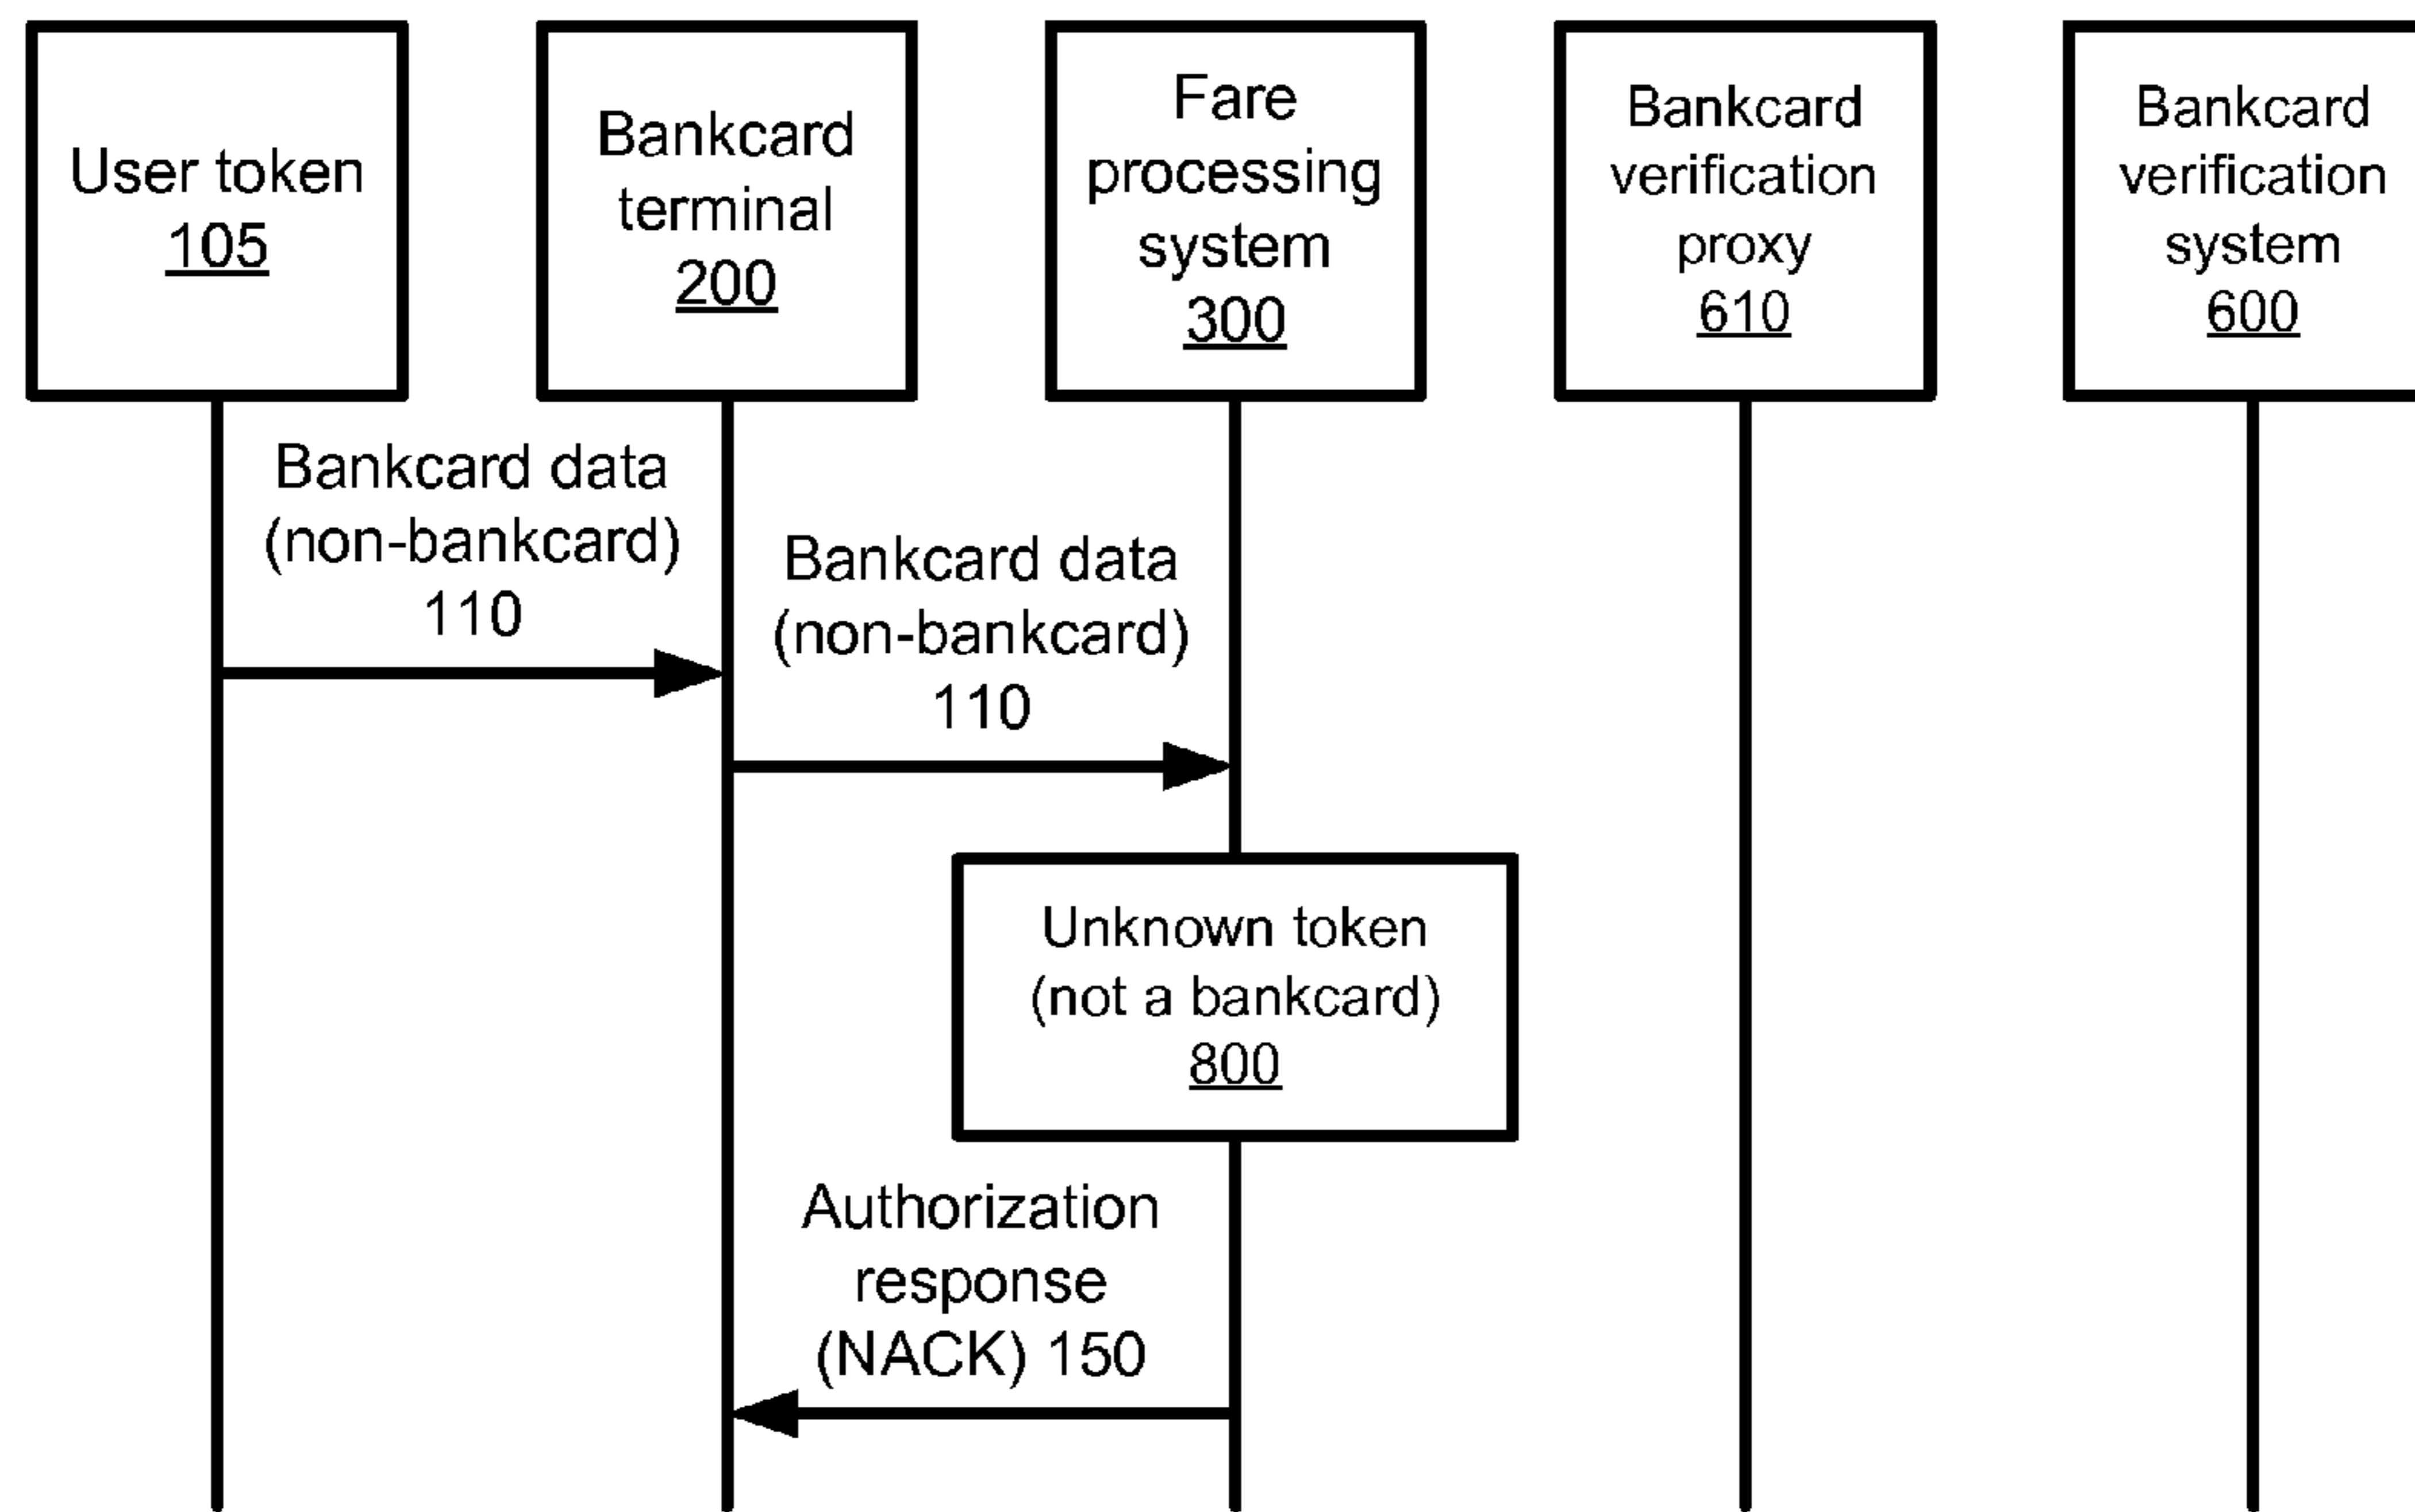 User token
105
Bankcard
terminal
200
Fare
processing
system
300
Bankcard
verification
proxy
610
Bankcard
verification
system
600
Bankcard data
(non-bankcard)
110
Bankcard data
(non-bankcard)
110
Unknown token
(not a bankcard)
800
Authorization
response
(NACK) 150